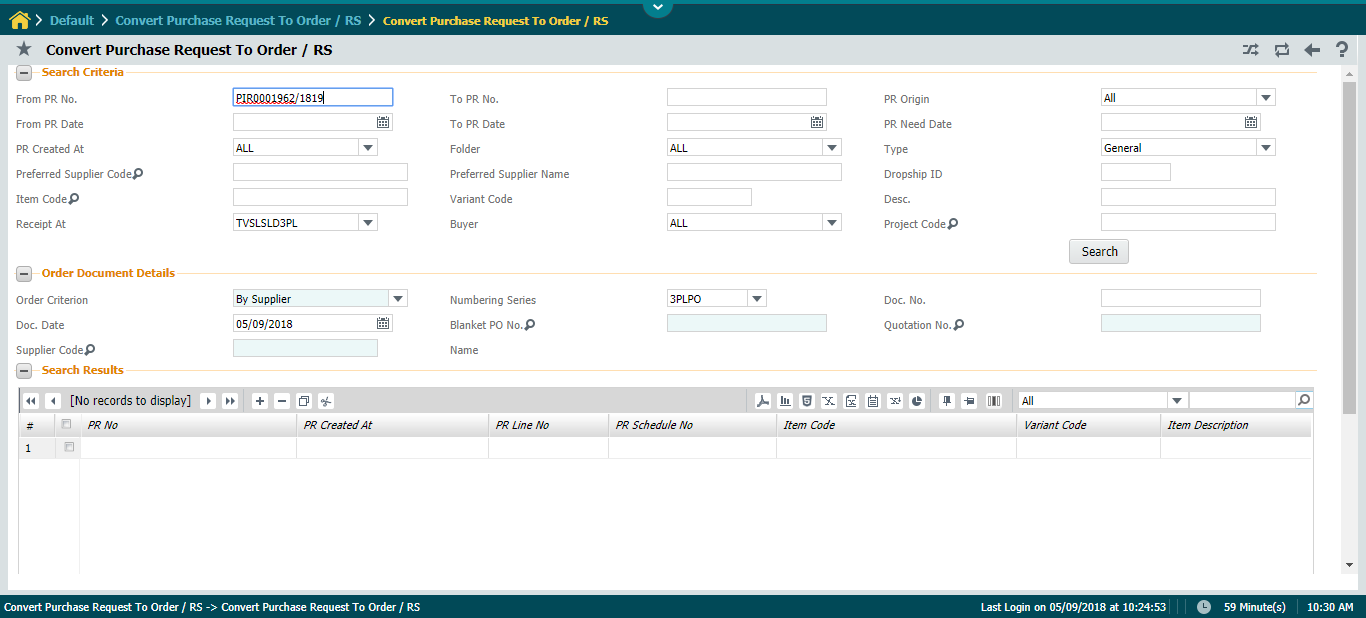 Default > Convert Purchase Request To Order / RS > Convert Purchase Request To Order / RS
Convert Purchase Request To Order / RS
Search Criteria
From PR No. PIR0001962/1819 To PR No. PR Origin All
From PR Date To PR Date PR Need Date
PR Created At ALL Folder ALL Type General
Preferred Supplier Code Preferred Supplier Name Dropship ID
Item Code Variant Code Desc.
Receipt At TVSLSLD3PL Buyer ALL Project Code
Search
Order Document Details
Order Criterion By Supplier Numbering Series 3PLPO Doc. No.
Doc. Date 05/09/2018 Blanket PO No. Quotation No.
Supplier Code Name
Search Results
[No records to display] All
# PR No PR Created At PR Line No PR Schedule No Item Code Variant Code Item Description
1
Convert Purchase Request To Order / RS -> Convert Purchase Request To Order / RS Last Login on 05/09/2018 at 10:24:53 59 Minute(s) 10:30 AM